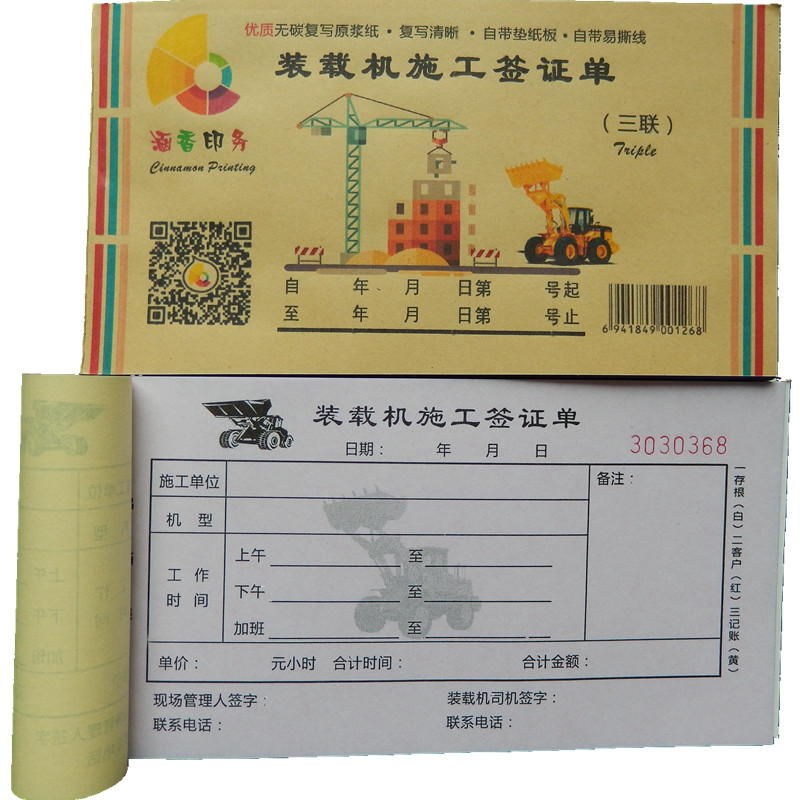 优质无碳复写原浆纸·复写清晰·自带垫纸板·自带易撕线
装载机施工签证单
（三联）
Triple
涵香印务
Cinnamon Printing
自 年 月 日第 号起
至 年 月 日第 号止
6 941849 001268
装载机施工签证单
日期： 年 月 日
3030368
施工单位
备注：
机 型
工 作
时 间
上午 至
下午 至
加班 至
单价： 元小时 合计时间： 合计金额：
现场管理人签字： 装载机司机签字：
联系电话： 联系电话：
一存根（白）二客户（红）三记账（黄）